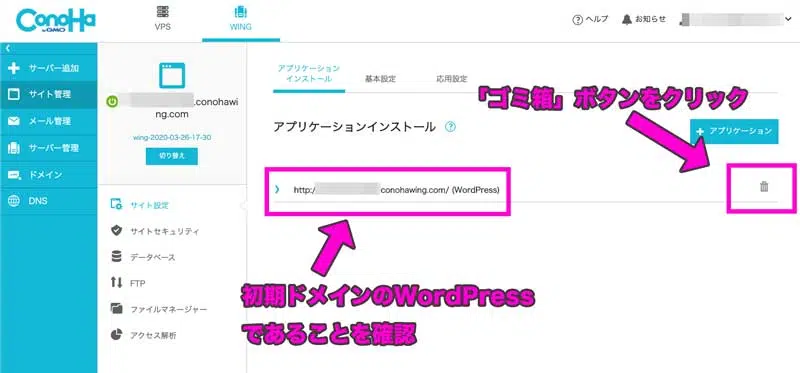 ConoHa
by GMO
VPS
WING
ヘルプ
お知らせ
サーバー追加
サイト管理
メール管理
サーバー管理
ドメイン
DNS
.conohawi
ng.com
wing-2020-03-26-17-30
切り替え
サイト設定
サイトセキュリティ
データベース
FTP
ファイルマネージャー
アクセス解析
アプリケーション
インストール
基本設定
応用設定
「ゴミ箱」ボタンをクリック
アプリケーションインストール
+ アプリケーション
http:/ conohawing.com/ (WordPress)
初期ドメインのWordPress
であることを確認